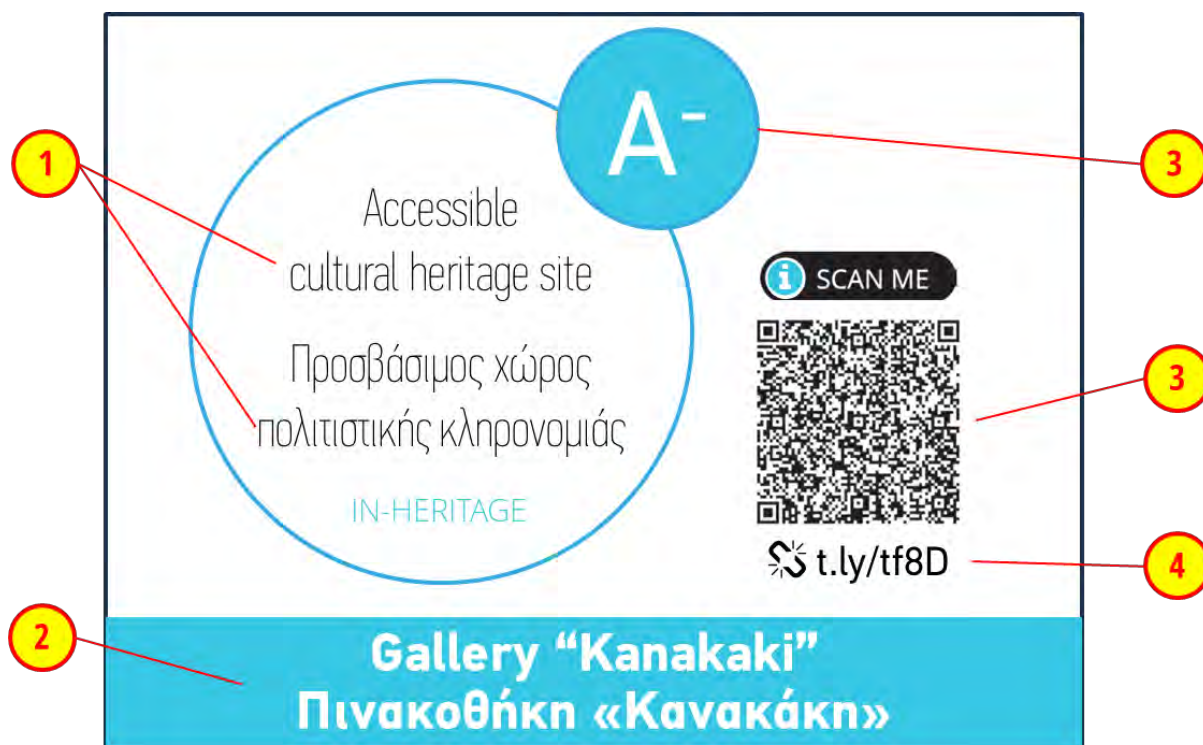 A-
1
3
Accessible
cultural heritage site
SCAN ME
Προσβάσιμος χώρος
πολιτιστικής κληρονομιάς
3
IN-HERITAGE
t.ly/tf8D
4
2
Gallery “Kanakaki”
Πινακοθήκη «Κανακάκη»